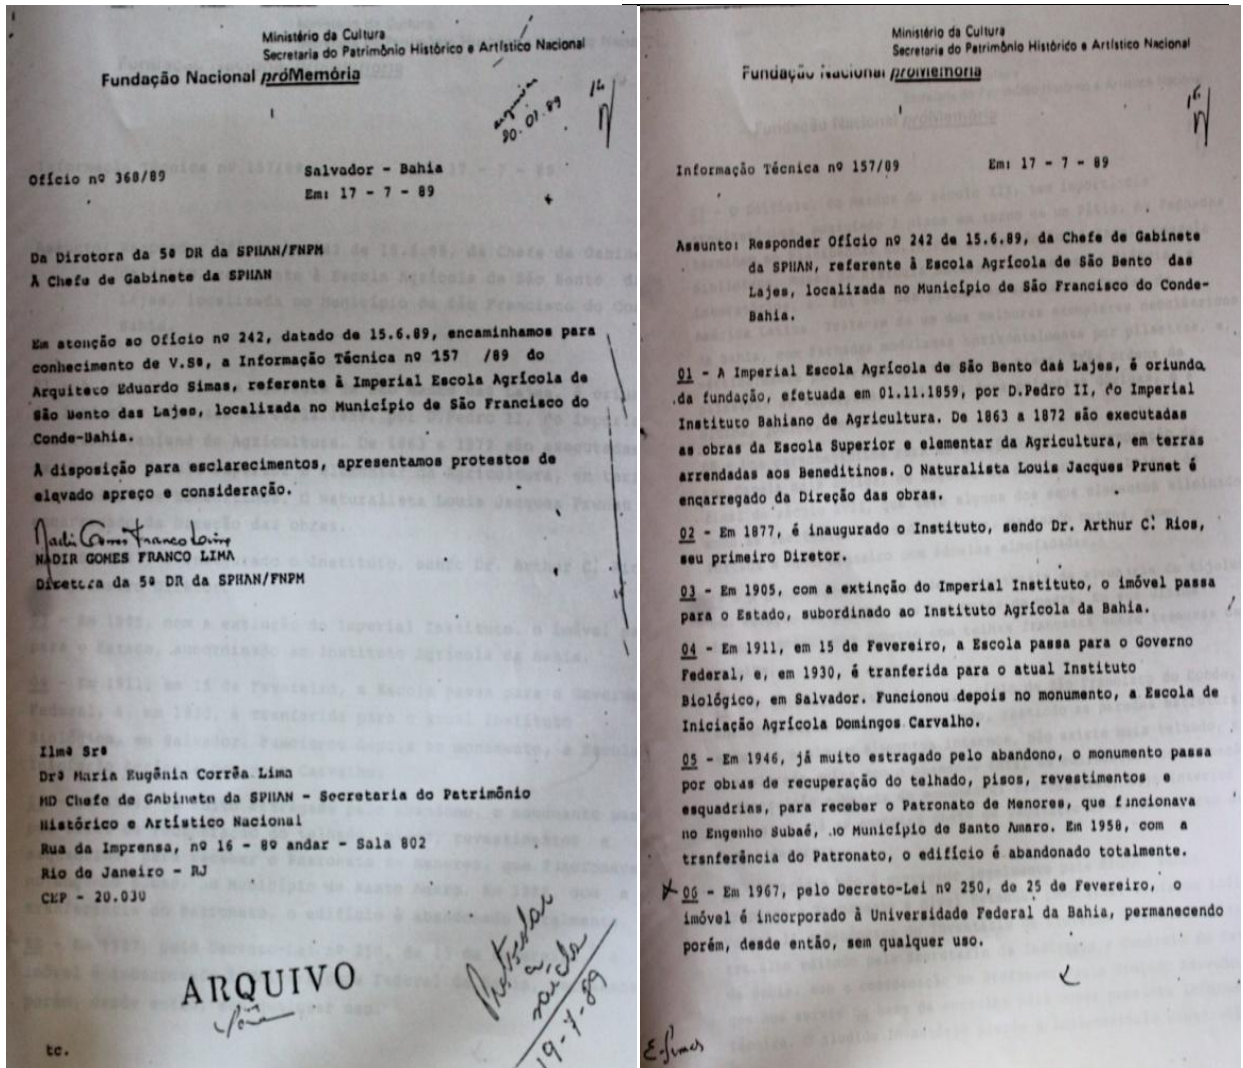 Ministério da Cultura
Secretaria do Patrimônio Histórico e Artístico Nacional
Fundação Nacional próMemória
16
Ofício nº 360/89
Salvador - Bahia
Em: 17 - 7 - 89
Da Diretora da 5ª DR da SPHAN/FNPM
À Chefe de Gabinete da SPHAN
Em atenção ao Ofício nº 242, datado de 15.6.89, encaminhamos para
conhecimento de V.Sª, a Informação Técnica nº 157 /89 do
Arquiteto Eduardo Simas, referente à Imperial Escola Agrícola de
São Bento das Lajes, localizada no Município de São Francisco do
Conde-Bahia.
À disposição para esclarecimentos, apresentamos protestos de
elevado apreço e consideração.
Nadir Gomes Franco Lima
NADIR GOMES FRANCO LIMA
Diretora da 5ª DR da SPHAN/FNPM
Ilmª Srª
Drª Maria Eugênia Corrêa Lima
MD Chefe de Gabinete da SPHAN - Secretaria do Patrimônio
Histórico e Artístico Nacional
Rua da Imprensa, nº 16 - 8º andar - Sala 802
Rio de Janeiro - RJ
CEP - 20.030
ARQUIVO
19-7-89
tc.
Ministério da Cultura
Secretaria do Patrimônio Histórico e Artístico Nacional
Fundação Nacional próMemória
16
Informação Técnica nº 157/89 Em: 17 - 7 - 89
Assunto: Responder Ofício nº 242 de 15.6.89, da Chefe de Gabinete
da SPHAN, referente à Escola Agrícola de São Bento das
Lajes, localizada no Município de São Francisco do Conde-
Bahia.
01 - A Imperial Escola Agrícola de São Bento das Lajes, é oriunda
da fundação, efetuada em 01.11.1859, por D.Pedro II, do Imperial
Instituto Bahiano de Agricultura. De 1863 a 1872 são executadas
as obras da Escola Superior e elementar da Agricultura, em terras
arrendadas aos Beneditinos. O Naturalista Louis Jacques Prunet é
enqarregado da Direção das obras.
02 - Em 1877, é inaugurado o Instituto, sendo Dr. Arthur C. Rios,
seu primeiro Diretor.
03 - Em 1905, com a extinção do Imperial Instituto, o imóvel passa
para o Estado, subordinado ao Instituto Agrícola da Bahia.
04 - Em 1911, em 15 de Fevereiro, a Escola passa para o Governo
Federal, e, em 1930, é tranferida para o atual Instituto
Biológico, em Salvador. Funcionou depois no monumento, a Escola de
Iniciação Agrícola Domingos Carvalho.
05 - Em 1946, já muito estragado pelo abandono, o monumento passa
por obras de recuperação do telhado, pisos, revestimentos e
esquadrias, para receber o Patronato de Menores, que funcionava
no Engenho Subaé, no Município de Santo Amaro. Em 1958, com a
trsnferência do Patronato, o edifício é abandonado totalmente.
06 - Em 1967, pelo Decreto-Lei nº 250, de 25 de Fevereiro, o
imóvel é incorporado à Universidade Federal da Bahia, permanecendo
porém, desde então, sem qualquer uso.
E. Simas